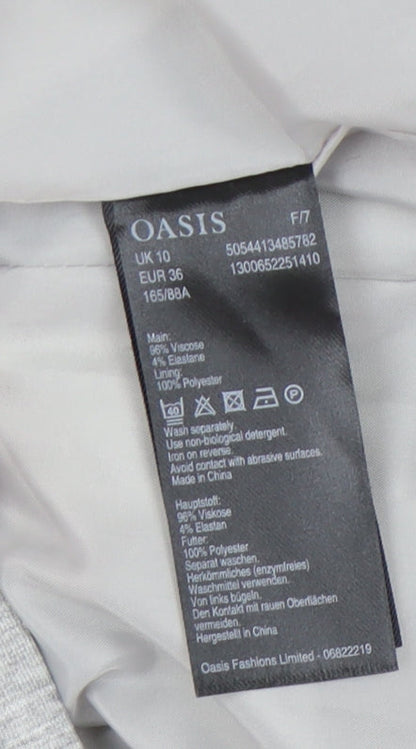 OASIS F/7
UK 10 5054413485782
EUR 36 1300652251410
165/88A
Main:
96% Viscose
4% Elastane
Lining:
100% Polyester
40 P
Wash separately.
Use non-biological detergent.
Iron on reverse.
Avoid contact with abrasive surfaces.
Made in China
Hauptstoff:
96% Viskose
4% Elastan
Futter:
100% Polyester
Separat waschen.
Herkömmliches (enzymfreies)
Waschmittel verwenden.
Von links bügeln.
Den Kontakt mit rauen Oberflächen
vermeiden.
Hergestellt in China
Oasis Fashions Limited - 06822219